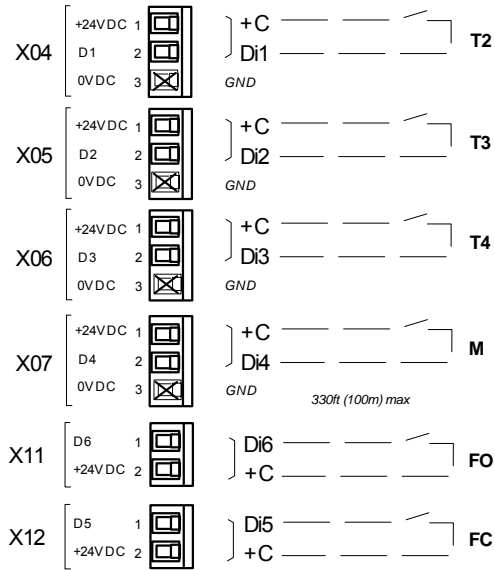 +24VDC 1 +C T2
X04 D1 2 Di1
0VDC 3 GND
+24VDC 1 +C T3
X05 D2 2 Di2
0VDC 3 GND
+24VDC 1 +C T4
X06 D3 2 Di3
0VDC 3 GND
+24VDC 1 +C M
X07 D4 2 Di4
0VDC 3 GND
330ft (100m) max
X11 D6 1 Di6 FO
+24VDC 2 +C
X12 D5 1 Di5 FC
+24VDC 2 +C